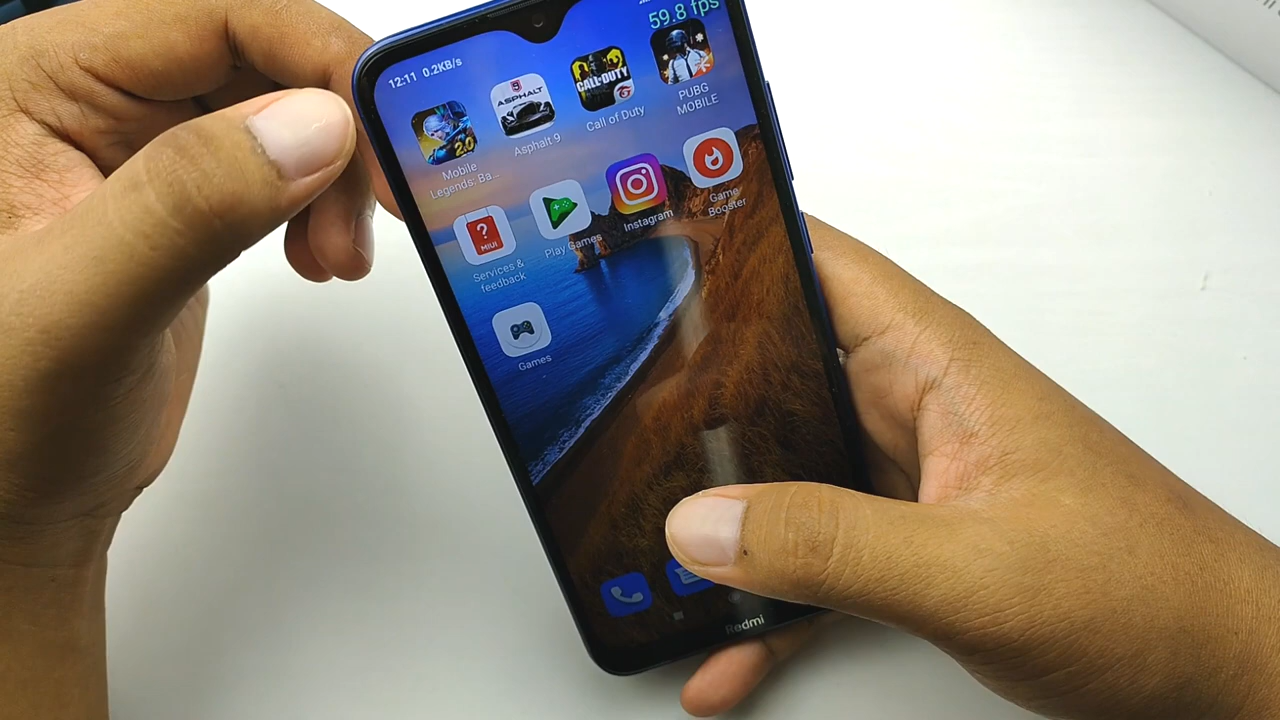 59.8 fps
12:11 0.2KB/s
2.0
Mobile
Legends: Ba...
ASPHALT
Asphalt 9
CALL OF DUTY
Call of Duty
PUBG
MOBILE
?
MIUI
Services &
feedback
Play Games
Instagram
Game
Booster
Games
Redmi